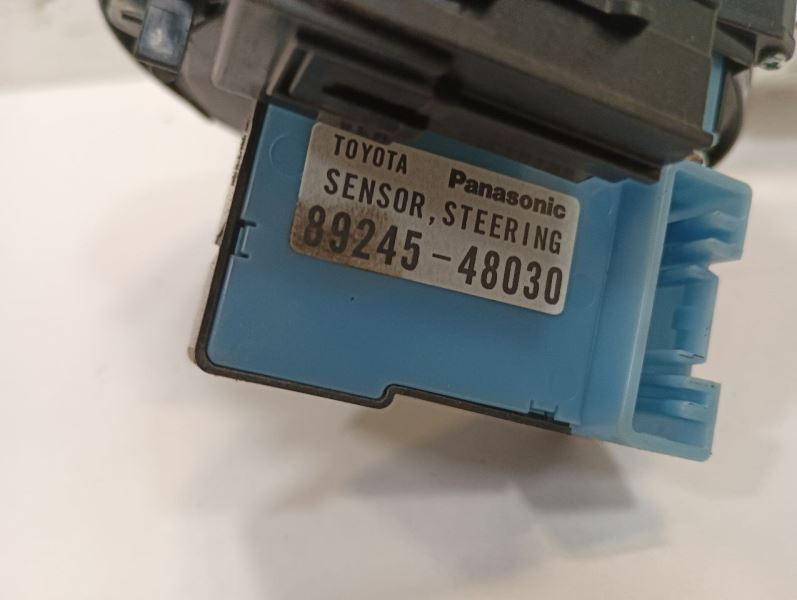 TOYOTA Panasonic
SENSOR, STEERING
89245-48030